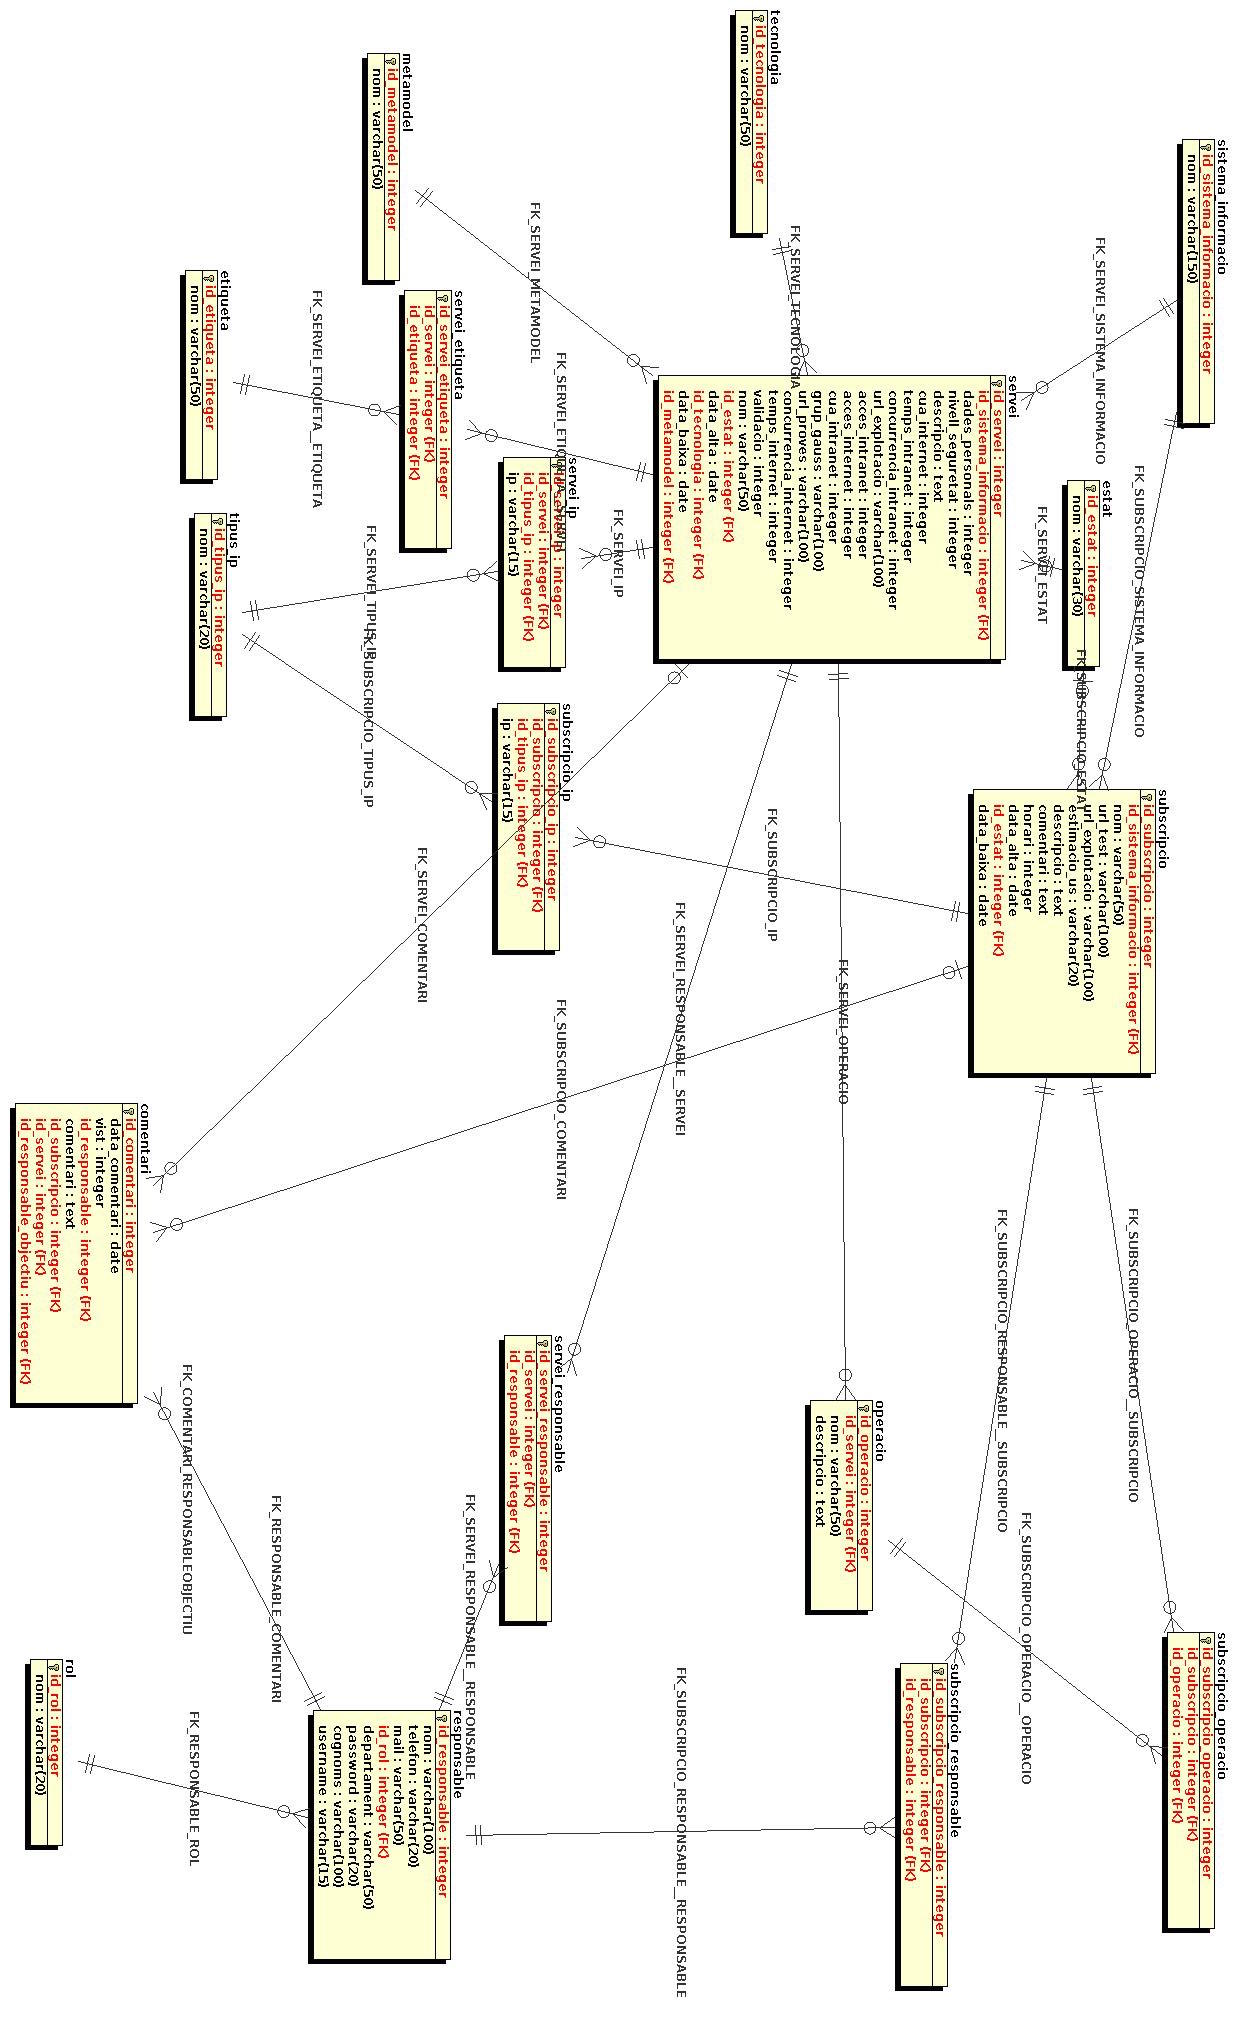 sistema_informacio
id_sistema_informacio : integer
nom : varchar(150)
subscripcio_operacio
id_subscripcio_operacio : integer
id_subscripcio : integer (FK)
id_operacio : integer (FK)
FK_SERVEI_SISTEMA_INFORMACIO
FK_SUBSCRIPCIO_SISTEMA_INFORMACIO
FK_SUBSCRIPCIO_OPERACIO__SUBSCRIPCIO
estat
id_estat : integer
nom : varchar(30)
FK_SUBSCRIPCIO_ESTAT
FK_SERVEI_ESTAT
subscripcio
id_subscripcio : integer
id_sistema_informacio : integer (FK)
nom : varchar(50)
url_test : varchar(100)
url_explotacio : varchar(100)
estimacio_us : varchar(20)
descripcio : text
comentari : text
horari : integer
data_alta : date
id_estat : integer (FK)
data_baixa : date
FK_SUBSCRIPCIO_OPERACIO__OPERACIO
FK_SUBSCRIPCIO_RESPONSABLE__SUBSCRIPCIO
servei
id_servei : integer
id_sistema_informacio : integer (FK)
dades_personals : integer
nivell_seguretat : integer
descripcio : text
cua_internet : integer
temps_intranet : integer
concurrencia_intranet : integer
url_explotacio : varchar(100)
acces_intranet : integer
acces_internet : integer
cua_intranet : integer
grup_gauss : varchar(100)
url_proves : varchar(100)
concurrencia_internet : integer
temps_internet : integer
validacio : integer
nom : varchar(50)
id_estat : integer (FK)
data_alta : date
id_tecnologia : integer (FK)
data_baixa : date
id_metamodel : integer (FK)
subscripcio_responsable
id_subscripcio_responsable : integer
id_subscripcio : integer (FK)
id_responsable : integer (FK)
operacio
id_operacio : integer
id_servei : integer (FK)
nom : varchar(50)
descripcio : text
FK_SERVEI_OPERACIO
FK_SERVEI_TECNOLOGIA
tecnologia
id_tecnologia : integer
nom : varchar(50)
FK_SUBSCRIPCIO_IP
FK_SERVEI_RESPONSABLE__SERVEI
FK_SUBSCRIPCIO_RESPONSABLE__RESPONSABLE
FK_SERVEI_IP
servei_ip
id_servei_ip : integer
id_servei : integer (FK)
id_tipus_ip : integer (FK)
ip : varchar(15)
subscripcio_ip
id_subscripcio_ip : integer
id_subscripcio : integer (FK)
id_tipus_ip : integer (FK)
ip : varchar(15)
FK_SERVEI_ETIQUETA__SERVEI
FK_SUBSCRIPCIO_COMENTARI
servei_responsable
id_servei_responsable : integer
id_servei : integer (FK)
id_responsable : integer (FK)
FK_SERVEI_METAMODEL
FK_SERVEI_RESPONSABLE__RESPONSABLE
servei_etiqueta
id_servei_etiqueta : integer
id_servei : integer (FK)
id_etiqueta : integer (FK)
responsable
id_responsable : integer
nom : varchar(100)
telefon : varchar(20)
mail : varchar(50)
id_rol : integer (FK)
departament : varchar(50)
password : varchar(20)
cognoms : varchar(100)
username : varchar(15)
FK_SERVEI_COMENTARI
metamodel
id_metamodel : integer
nom : varchar(50)
FK_SERVEI_TIPUS_IP
FK_SUBSCRIPCIO_TIPUS_IP
FK_SERVEI_ETIQUETA__ETIQUETA
FK_RESPONSABLE_COMENTARI
tipus_ip
id_tipus_ip : integer
nom : varchar(20)
etiqueta
id_etiqueta : integer
nom : varchar(50)
FK_RESPONSABLE_ROL
FK_COMENTARI_RESPONSABLEOBJECTIU
comentari
id_comentari : integer
data_comentari : date
vist : integer
id_responsable : integer (FK)
comentari : text
id_subscripcio : integer (FK)
id_servei : integer (FK)
id_responsable_objectiu : integer (FK)
rol
id_rol : integer
nom : varchar(20)